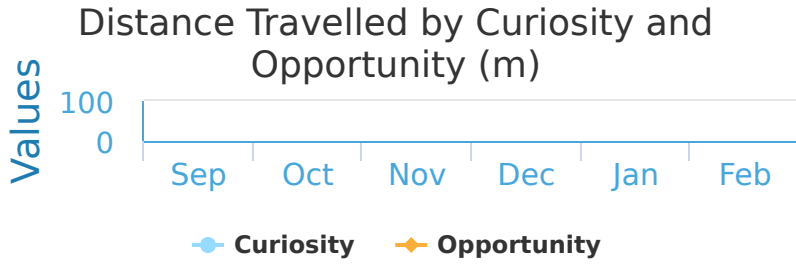 Distance Travelled by Curiosity and
Opportunity (m)
Values
100
0
Sep Oct Nov Dec Jan Feb
Curiosity Opportunity